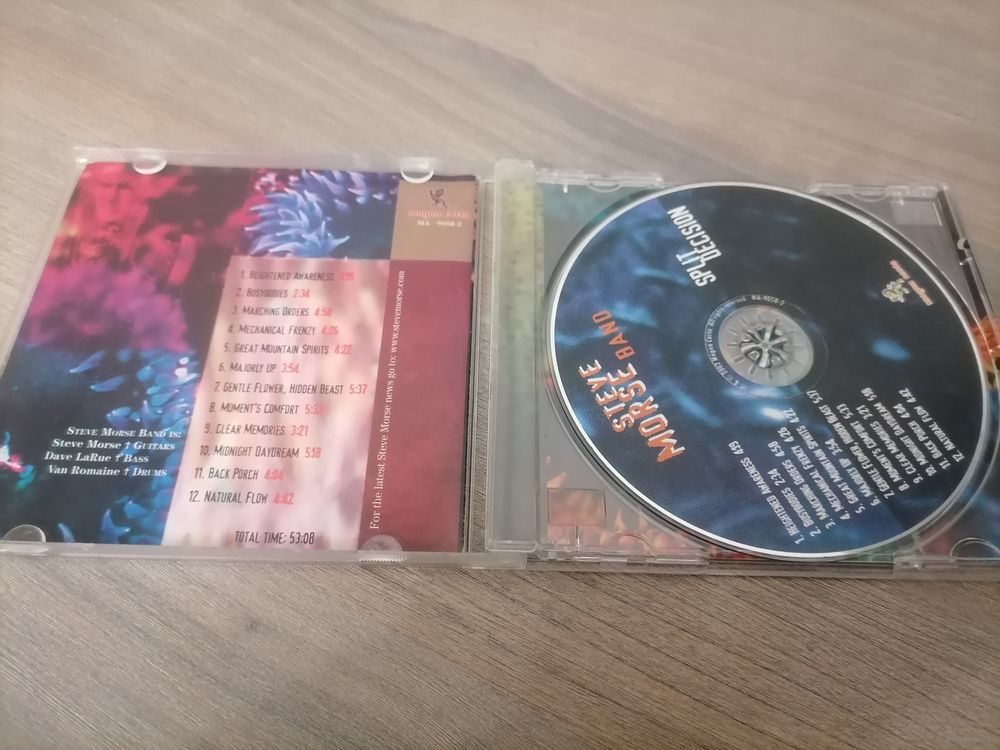 MAGNA CARTA
MA - 9058-2
1. HEIGHTENED AWARENESS 4:15
2. BUSYBODIES 2:34
3. MARCHING ORDERS 4:58
4. MECHANICAL FRENZY 4:26
5. GREAT MOUNTAIN SPIRITS 4:22
6. MAJORLY UP 3:54
7. GENTLE FLOWER, HIDDEN BEAST 5:37
8. MOMENT'S COMFORT 5:33
9. CLEAR MEMORIES 3:21
10. MIDNIGHT DAYDREAM 5:18
11. BACK PORCH 4:04
12. NATURAL FLOW 4:42
TOTAL TIME: 53:08
STEVE MORSE BAND IS:
STEVE MORSE † GUITARS
DAVE LARUE † BASS
VAN ROMAINE † DRUMS
For the latest Steve Morse news go to: www.stevemorse.com
STEVE
MORSE BAND
SPLIT
DECISION
1. HEIGHTENED AWARENESS 4:15
2. BUSYBODIES 2:34
3. MARCHING ORDERS 4:58
4. MECHANICAL FRENZY 4:26
5. GREAT MOUNTAIN SPIRITS 4:22
6. MAJORLY UP 3:54
7. GENTLE FLOWER, HIDDEN BEAST 5:37
8. MOMENT'S COMFORT 5:33
9. CLEAR MEMORIES 3:21
10. MIDNIGHT DAYDREAM 5:18
11. BACK PORCH 4:04
12. NATURAL FLOW 4:42